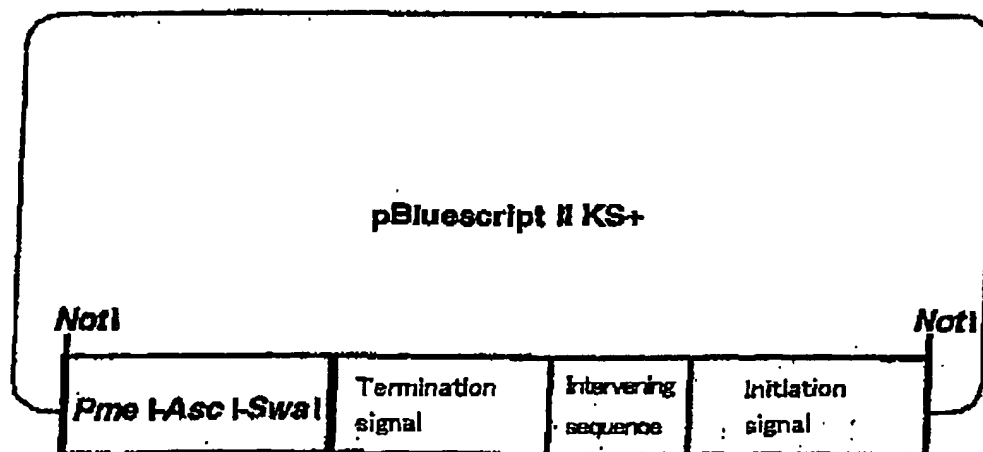 pBluescript II KS+
NotI NotI
PmeI-AscI-SwaI
Termination
signal
Intervening
sequence
Initiation
signal